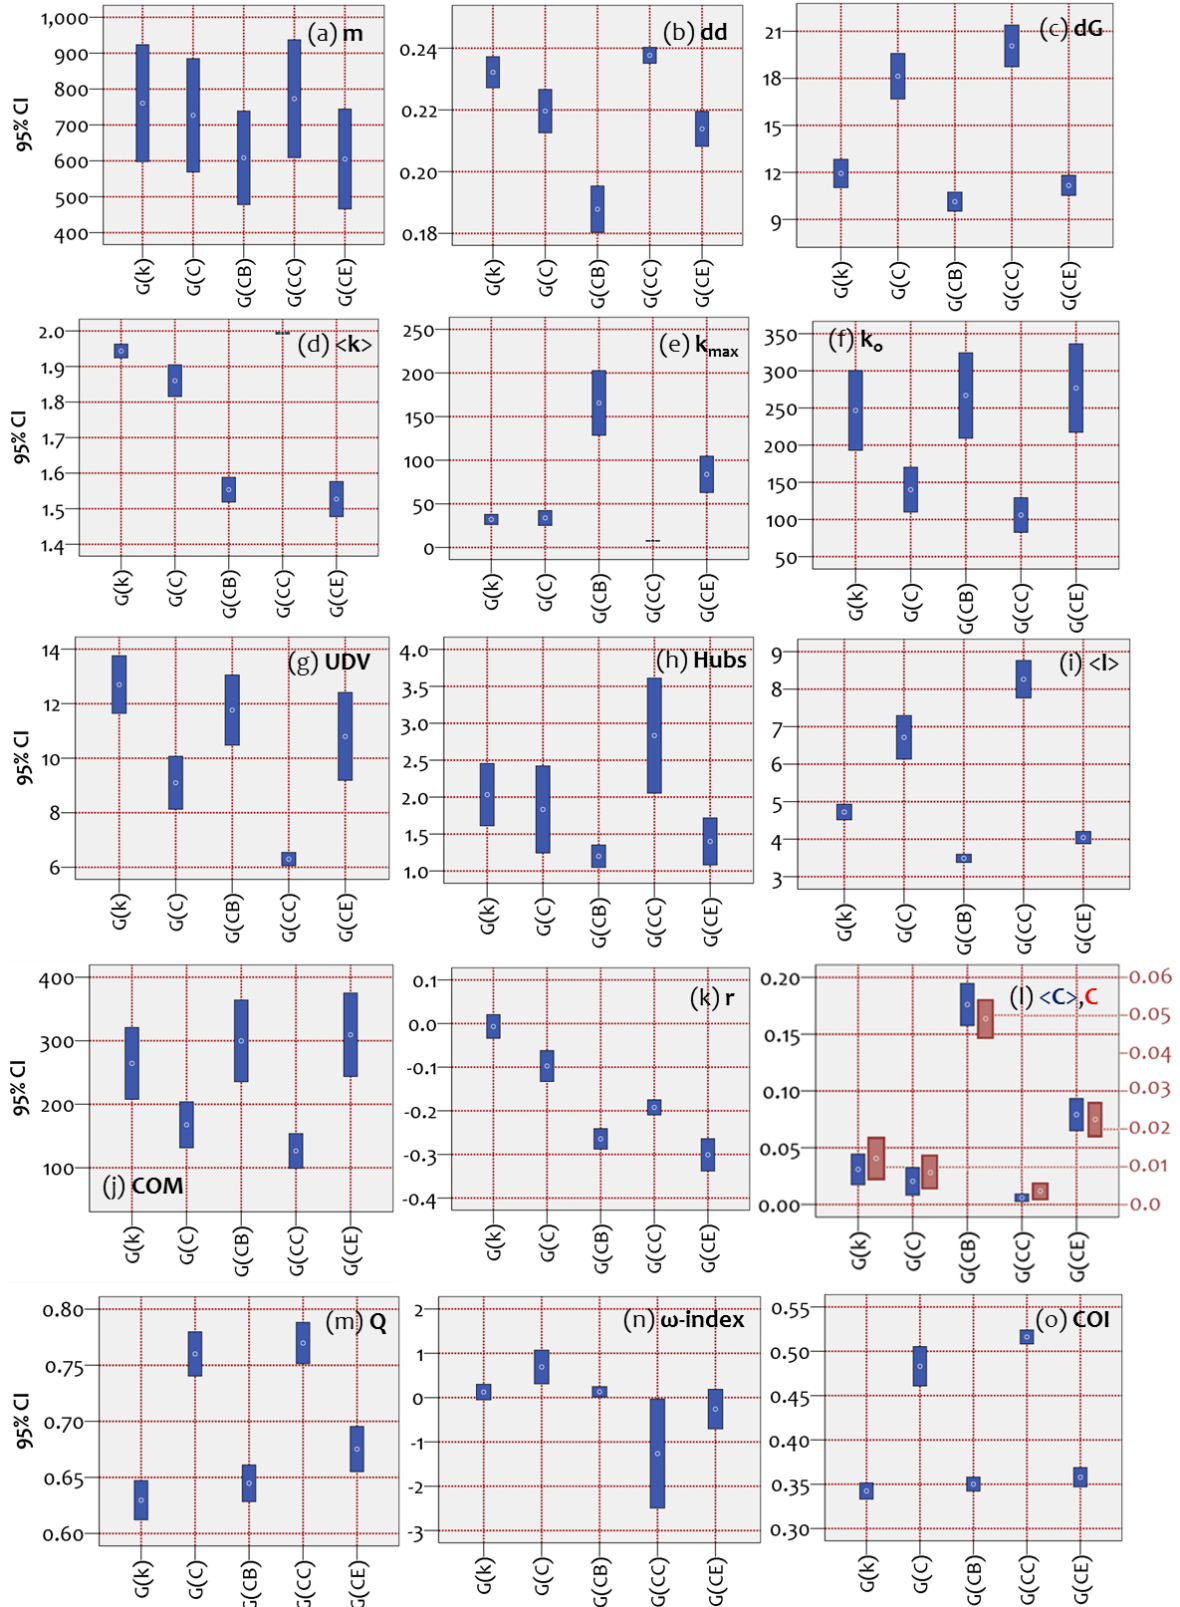 (a) m
95% CI
1,000
900
800
700
600
500
400
G(k) G(C) G(CB) G(CC) G(CE)
(b) dd
0.24
0.22
0.20
0.18
G(k) G(C) G(CB) G(CC) G(CE)
(c) dG
21
18
15
12
9
G(k) G(C) G(CB) G(CC) G(CE)
(d) <k>
95% CI
2.0
1.9
1.8
1.7
1.6
1.5
1.4
G(k) G(C) G(CB) G(CC) G(CE)
(e) kmax
250
200
150
100
50
0
G(k) G(C) G(CB) G(CC) G(CE)
(f) ko
350
300
250
200
150
100
50
G(k) G(C) G(CB) G(CC) G(CE)
(g) UDV
95% CI
14
12
10
8
6
G(k) G(C) G(CB) G(CC) G(CE)
(h) Hubs
4.0
3.5
3.0
2.5
2.0
1.5
1.0
G(k) G(C) G(CB) G(CC) G(CE)
(i) <l>
9
8
7
6
5
4
3
G(k) G(C) G(CB) G(CC) G(CE)
95% CI
400
300
200
100
(j) COM
G(k) G(C) G(CB) G(CC) G(CE)
(k) r
0.1
0.0
-0.1
-0.2
-0.3
-0.4
G(k) G(C) G(CB) G(CC) G(CE)
(l) <C>,C
0.20
0.15
0.10
0.05
0.00
0.06
0.05
0.04
0.03
0.02
0.01
0.0
G(k) G(C) G(CB) G(CC) G(CE)
(m) Q
95% CI
0.80
0.75
0.70
0.65
0.60
G(k) G(C) G(CB) G(CC) G(CE)
(n) ω-index
2
1
0
-1
-2
-3
G(k) G(C) G(CB) G(CC) G(CE)
(o) COI
0.55
0.50
0.45
0.40
0.35
0.30
G(k) G(C) G(CB) G(CC) G(CE)